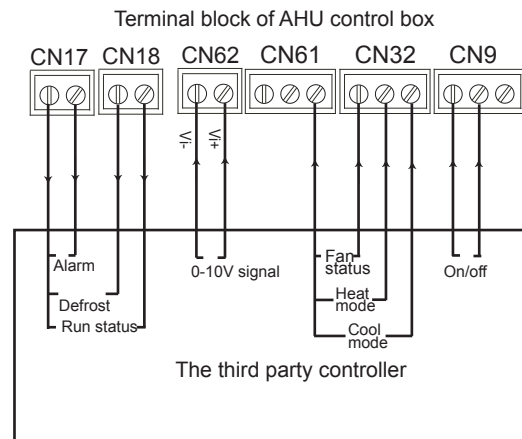 Terminal block of AHU control box
CN17 CN18 CN62 CN61 CN32 CN9
Vi- Vi+
Alarm
Defrost
Run status
0-10V signal
Fan
status
Heat
mode
Cool
mode
On/off
The third party controller